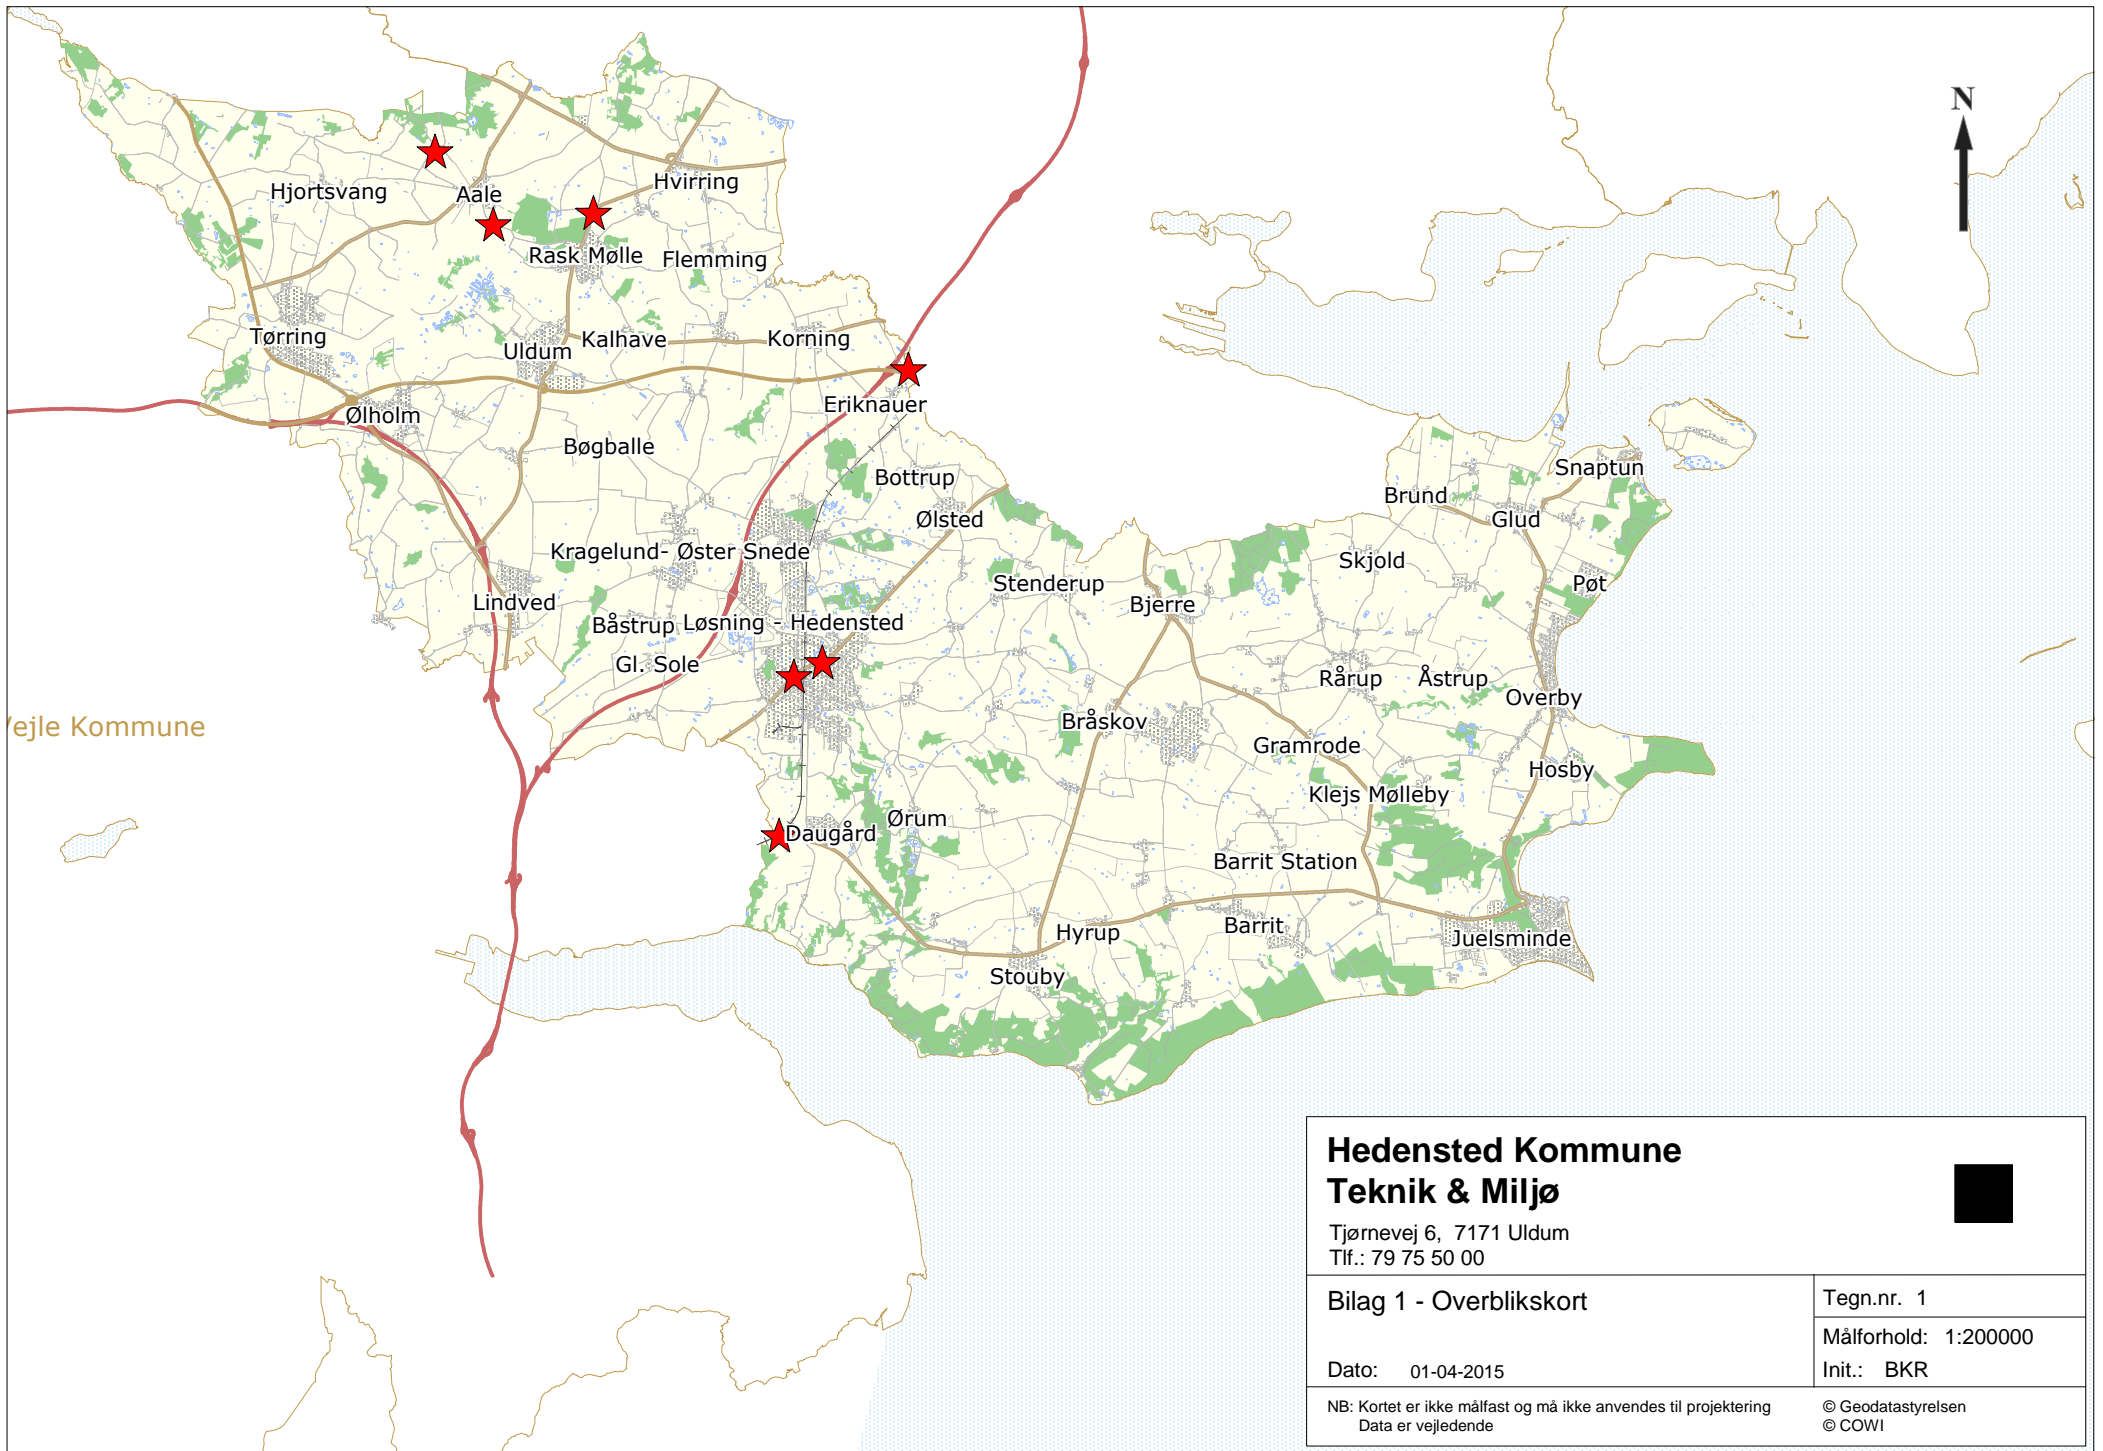 N
Hjortsvang
Aale
Hvirring
Rask Mølle
Flemming
Tørring
Uldum
Kalhave
Korning
Eriknauer
Ølholm
Bøgballe
Bottrup
Ølsted
Snaptun
Brund
Glud
Kragelund- Øster Snede
Skjold
Stenderup
Pøt
Lindved
Bjerre
Båstrup
Løsning - Hedensted
Gl. Sole
Rårup
Åstrup
Overby
Bråskov
ejle Kommune
Gramrode
Hosby
Klejs Mølleby
Ørum
Daugård
Barrit Station
Hyrup
Barrit
Juelsminde
Stouby
Hedensted Kommune
Teknik & Miljø
Tjørnevej 6, 7171 Uldum
Tlf.: 79 75 50 00
Bilag 1 - Overblikskort
Tegn.nr. 1
Målforhold: 1:200000
Dato: 01-04-2015
Init.: BKR
NB: Kortet er ikke målfast og må ikke anvendes til projektering
Data er vejledende
© Geodatastyrelsen
© COWI